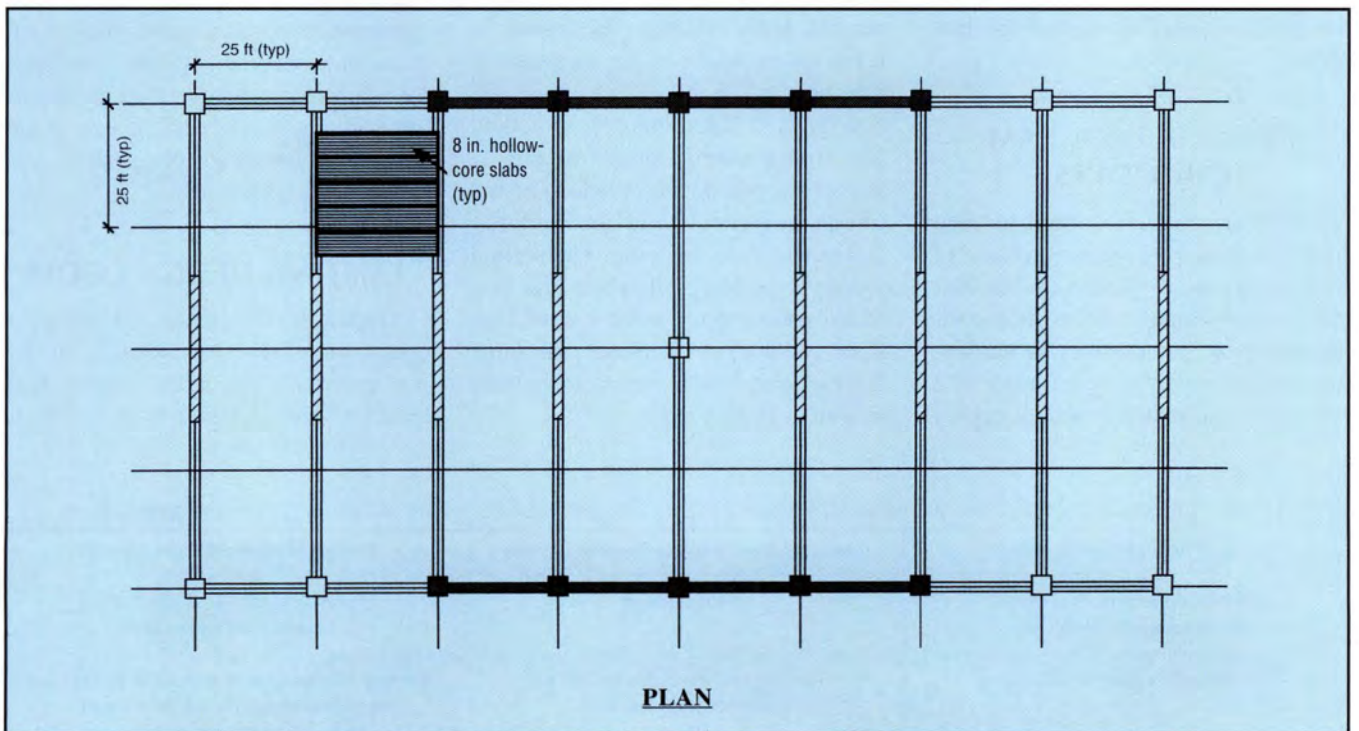 25 ft (typ)
25 ft (typ)
8 in. hollow-
core slabs
(typ)
PLAN